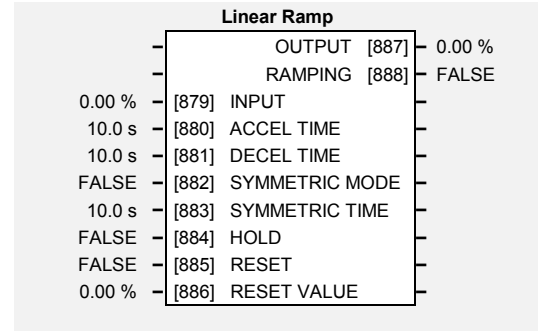 Linear Ramp
OUTPUT [887] 0.00 %
RAMPING [888] FALSE
0.00 % [879] INPUT
10.0 s [880] ACCEL TIME
10.0 s [881] DECEL TIME
FALSE [882] SYMMETRIC MODE
10.0 s [883] SYMMETRIC TIME
FALSE [884] HOLD
FALSE [885] RESET
0.00 % [886] RESET VALUE